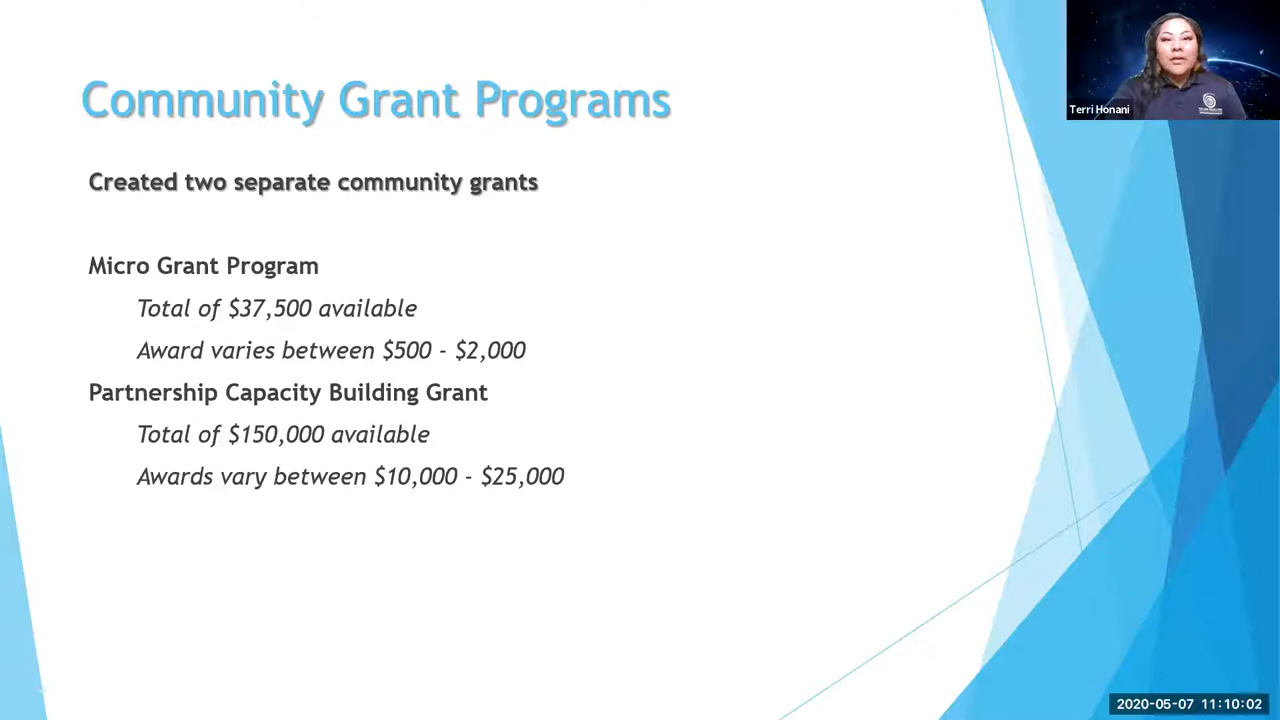 Community Grant Programs
Created two separate community grants
Micro Grant Program
Total of $37,500 available
Award varies between $500 - $2,000
Partnership Capacity Building Grant
Total of $150,000 available
Awards vary between $10,000 - $25,000
Terri Honani
2020-05-07 11:10:02